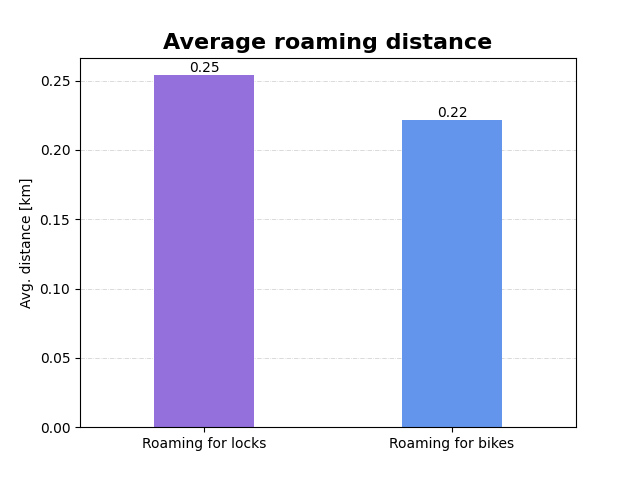 Average roaming distance
0.25
0.22
0.25
0.20
0.15
0.10
0.05
0.00
Avg. distance [km]
Roaming for locks
Roaming for bikes